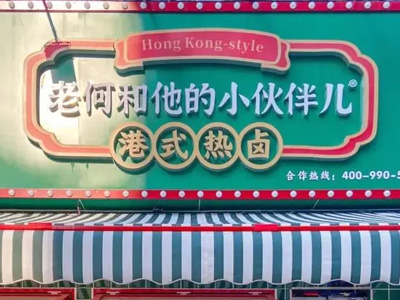 Hong Kong-style
老何和他的小伙伴儿®
港式热卤
合作热线：400-990-5